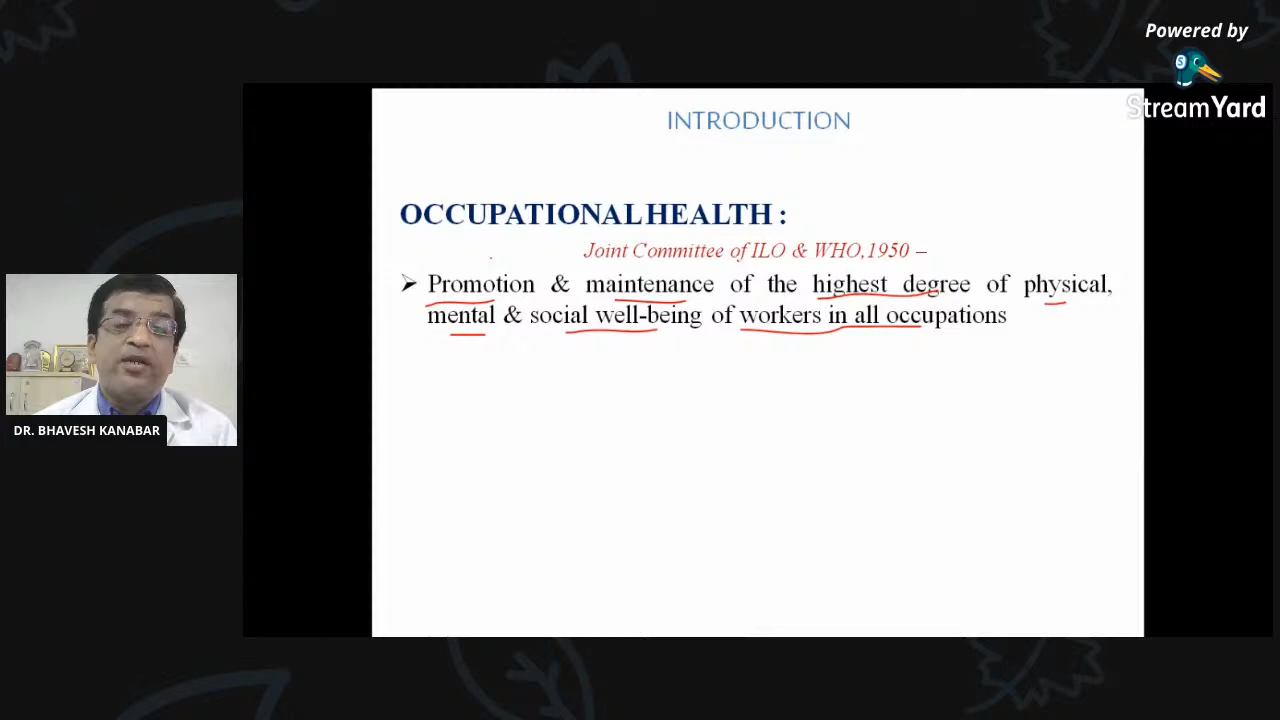 Powered by
StreamYard
INTRODUCTION
OCCUPATIONAL HEALTH :
Joint Committee of ILO & WHO,1950 –
Promotion & maintenance of the highest degree of physical,
mental & social well-being of workers in all occupations
DR. BHAVESH KANABAR